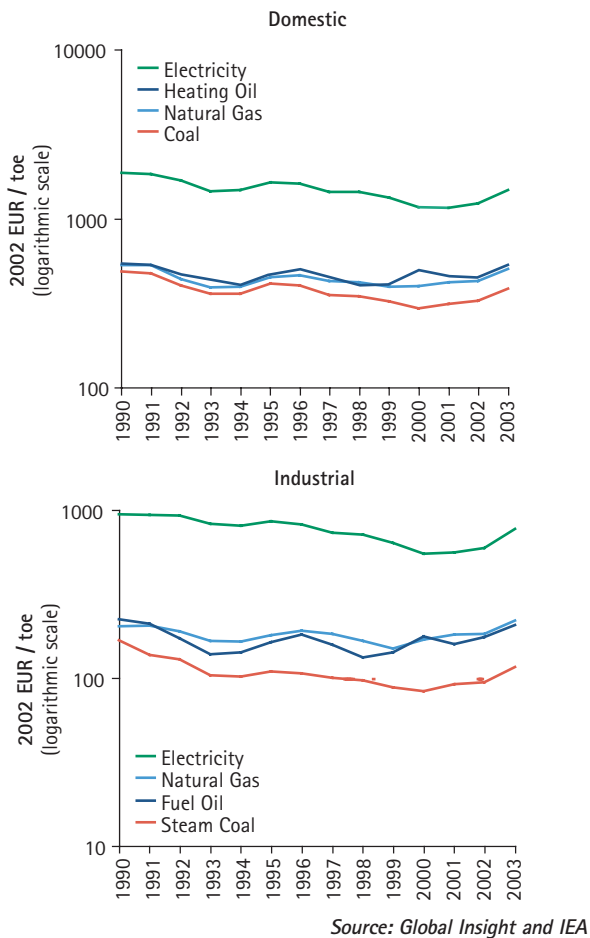 Domestic
10000
1000
100
2002 EUR / toe
(logarithmic scale)
Electricity
Heating Oil
Natural Gas
Coal
1990
1991
1992
1993
1994
1995
1996
1997
1998
1999
2000
2001
2002
2003
Industrial
1000
100
10
2002 EUR / toe
(logarithmic scale)
Electricity
Natural Gas
Fuel Oil
Steam Coal
1990
1991
1992
1993
1994
1995
1996
1997
1998
1999
2000
2001
2002
2003
Source: Global Insight and IEA